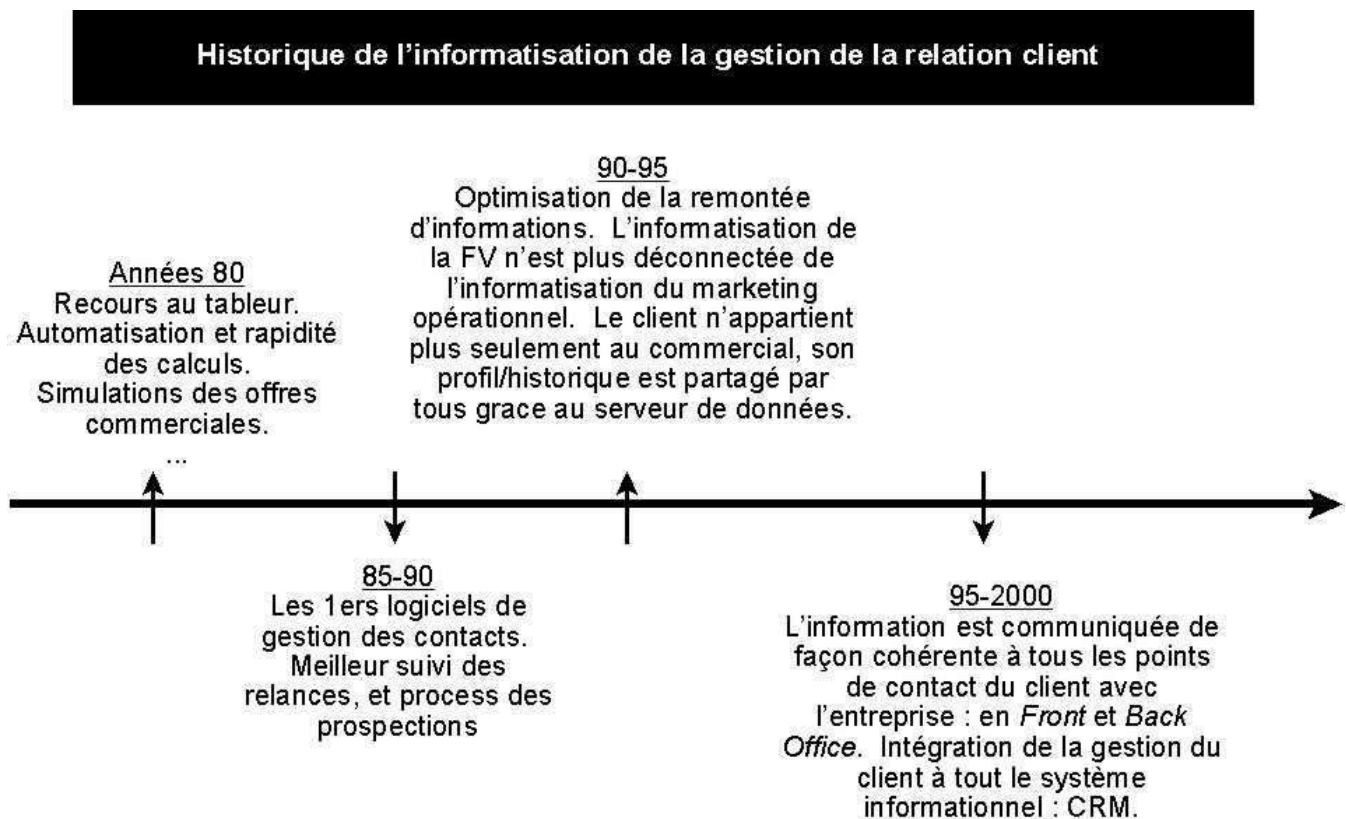 Historique de l'informatisation de la gestion de la relation client
Années 80
Recours au tableur.
Automatisation et rapidité
des calculs.
Simulations des offres
commerciales.
...
85-90
Les 1ers logiciels de
gestion des contacts.
Meilleur suivi des
relances, et process des
prospections
90-95
Optimisation de la remontée
d'informations. L'informatisation de
la FV n'est plus déconnectée de
l'informatisation du marketing
opérationnel. Le client n'appartient
plus seulement au commercial, son
profil/historique est partagé par
tous grace au serveur de données.
95-2000
L'information est communiquée de
façon cohérente à tous les points
de contact du client avec
l'entreprise : en Front et Back
Office. Intégration de la gestion du
client à tout le système
informationnel : CRM.